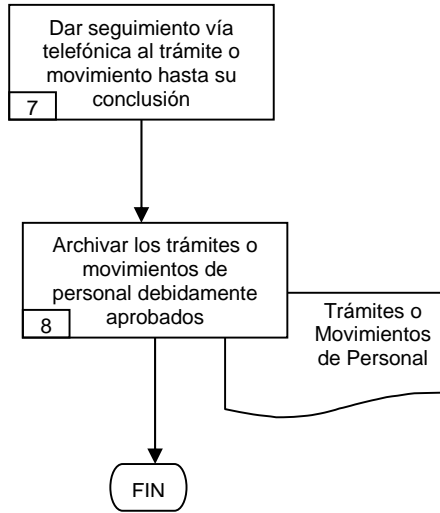 Dar seguimiento vía
telefónica al trámite o
movimiento hasta su
conclusión
7
Archivar los trámites o
movimientos de
personal debidamente
aprobados
8
Trámites o
Movimientos
de Personal
FIN